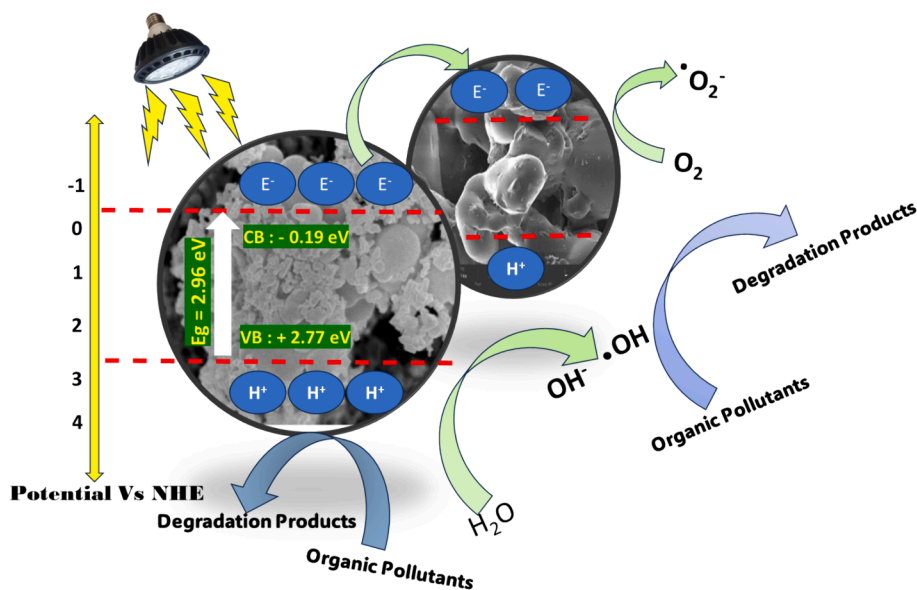 -1
0
1
2
3
4
Potential Vs NHE
E⁻
E⁻
E⁻
CB : - 0.19 eV
Eg = 2.96 eV
VB : + 2.77 eV
H⁺
H⁺
H⁺
E⁻
E⁻
H⁺
•O₂⁻
O₂
Degradation Products
Organic Pollutants
OH⁻
•OH
H₂O
Degradation Products
Organic Pollutants